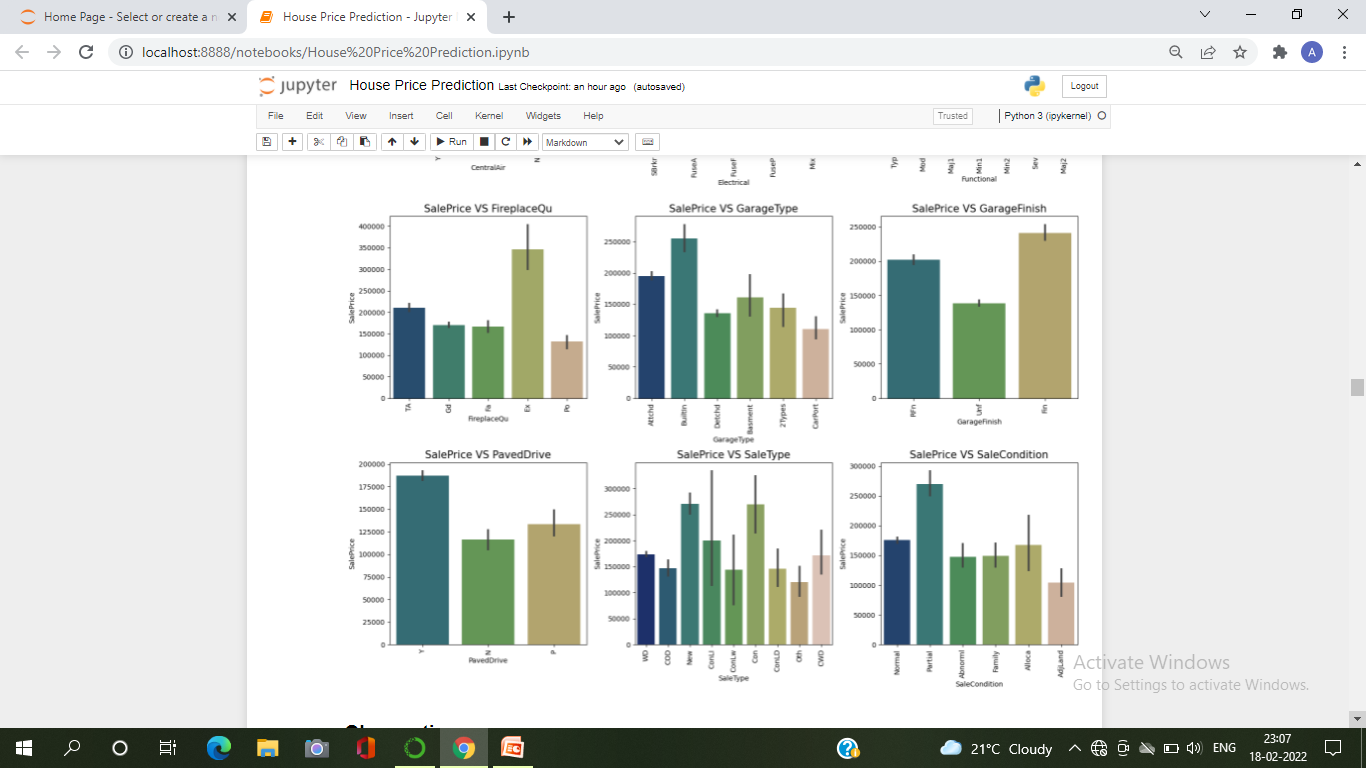 Home Page - Select or create a n
House Price Prediction - Jupyter
localhost:8888/notebooks/House%20Price%20Prediction.ipynb
A
jupyter House Price Prediction Last Checkpoint: an hour ago (autosaved)
Logout
File Edit View Insert Cell Kernel Widgets Help
Trusted Python 3 (ipykernel)
Run Markdown
Y N
CentralAir
SBrkr FuseA FuseF FuseP Mix
Electrical
Typ Mod Maj1 Min1 Min2 Sev Maj2
Functional
SalePrice VS FireplaceQu
SalePrice
400000
350000
300000
250000
200000
150000
100000
50000
0
TA Gd Fa Ex Po
FireplaceQu
SalePrice VS GarageType
SalePrice
250000
200000
150000
100000
50000
0
Attchd BuiltIn Detchd Basment 2Types CarPort
GarageType
SalePrice VS GarageFinish
SalePrice
250000
200000
150000
100000
50000
0
RFn Unf Fin
GarageFinish
SalePrice VS PavedDrive
SalePrice
200000
175000
150000
125000
100000
75000
50000
25000
0
Y N P
PavedDrive
SalePrice VS SaleType
SalePrice
300000
250000
200000
150000
100000
50000
0
WD COD New ConLI ConLw Con ConLD Oth CWD
SaleType
SalePrice VS SaleCondition
SalePrice
300000
250000
200000
150000
100000
50000
0
Normal Partial Abnorml Family Alloca AdjLand
SaleCondition
Activate Windows
Go to Settings to activate Windows.
21°C Cloudy
ENG
23:07
18-02-2022